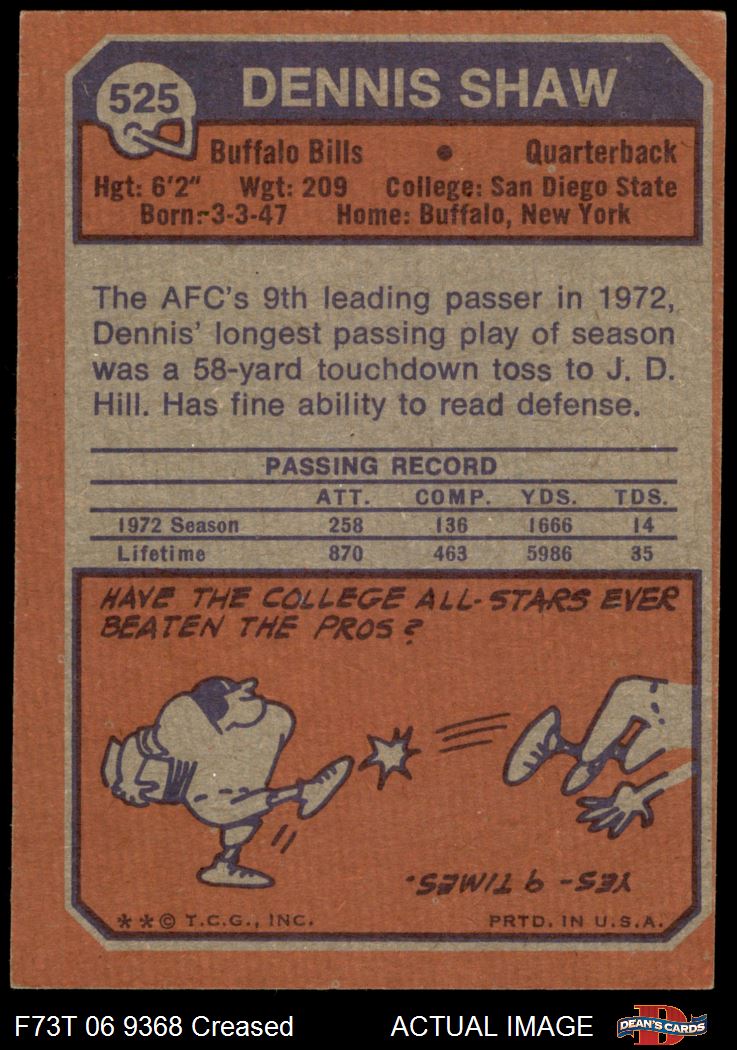 525
DENNIS SHAW
Buffalo Bills • Quarterback
Hgt: 6'2" Wgt: 209 College: San Diego State
Born: 3-3-47 Home: Buffalo, New York
The AFC's 9th leading passer in 1972,
Dennis' longest passing play of season
was a 58-yard touchdown toss to J. D.
Hill. Has fine ability to read defense.
PASSING RECORD
ATT. COMP. YDS. TDS.
1972 Season 258 136 1666 14
Lifetime 870 463 5986 35
HAVE THE COLLEGE ALL-STARS EVER
BEATEN THE PROS?
YES- 9 TIMES.
**© T.C.G., INC. PRTD. IN U.S.A.
F73T 06 9368 Creased ACTUAL IMAGE DEAN'S CARDS